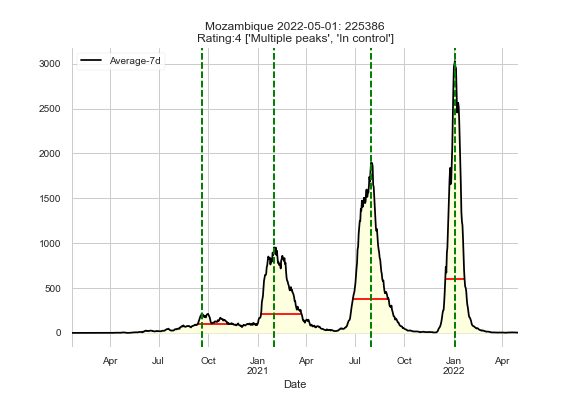 Mozambique 2022-05-01: 225386
Rating:4 ['Multiple peaks', 'In control']
Average-7d
3000
2500
2000
1500
1000
500
0
Apr Jul Oct Jan Apr Jul Oct Jan Apr
2021 2022
Date